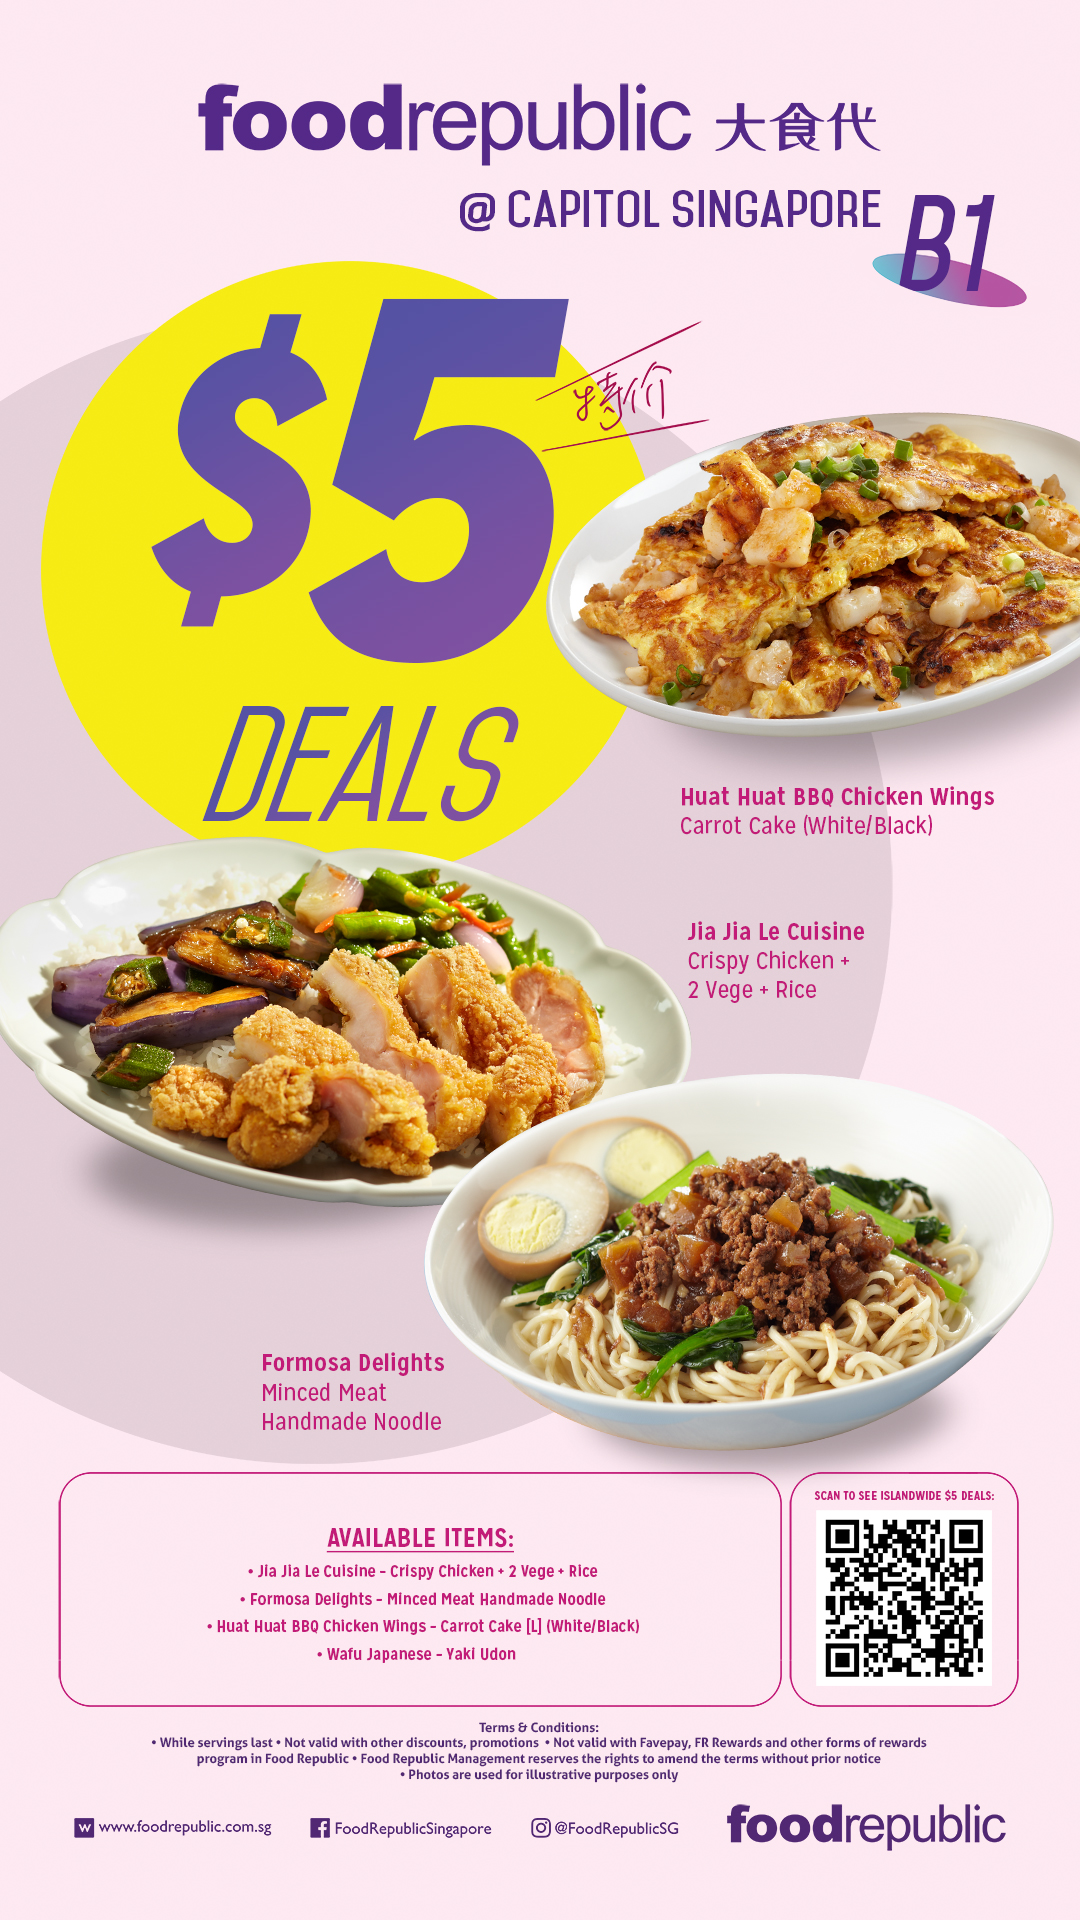 foodrepublic 大食代
@ CAPITOL SINGAPORE B1
$5
特价
DEALS
Huat Huat BBQ Chicken Wings
Carrot Cake (White/Black)
Jia Jia Le Cuisine
Crispy Chicken +
2 Vege + Rice
Formosa Delights
Minced Meat
Handmade Noodle
AVAILABLE ITEMS:
• Jia Jia Le Cuisine - Crispy Chicken + 2 Vege + Rice
• Formosa Delights - Minced Meat Handmade Noodle
• Huat Huat BBQ Chicken Wings - Carrot Cake [L] (White/Black)
• Wafu Japanese - Yaki Udon
SCAN TO SEE ISLANDWIDE $5 DEALS:
Terms & Conditions:
• While servings last • Not valid with other discounts, promotions • Not valid with Favepay, FR Rewards and other forms of rewards
program in Food Republic • Food Republic Management reserves the rights to amend the terms without prior notice
• Photos are used for illustrative purposes only
W www.foodrepublic.com.sg
FoodRepublicSingapore
@FoodRepublicSG
foodrepublic